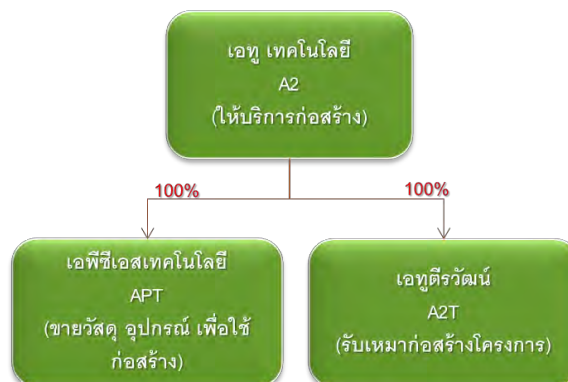 เอทู เทคโนโลยี
A2
(ให้บริการก่อสร้าง)
100%
100%
เอพีซีเอสเทคโนโลยี
APT
(ขายวัสดุ อุปกรณ์ เพื่อใช้
ก่อสร้าง)
เอทูตีรวัฒน์
A2T
(รับเหมาก่อสร้างโครงการ)